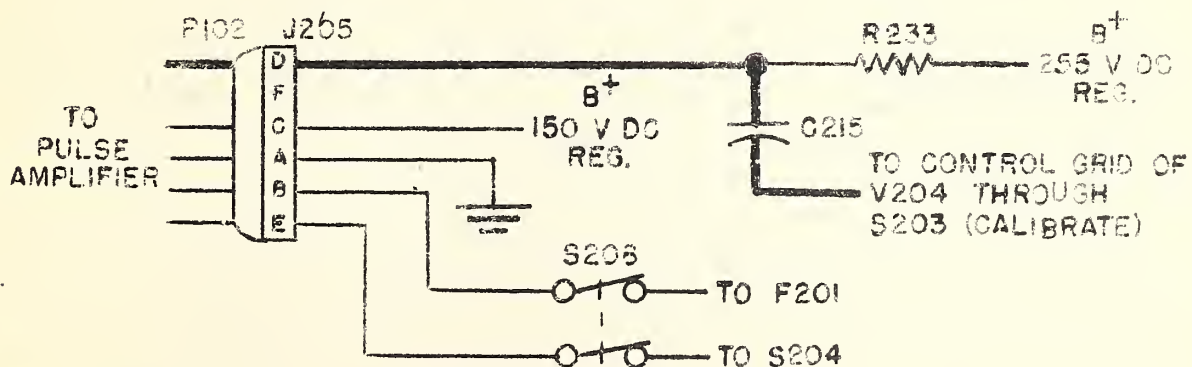 P102 J205
D
F
C
A
B
E
TO
PULSE
AMPLIFIER
B+
150 V DC
REG.
R233
B+
255 V DC
REG.
C215
TO CONTROL GRID OF
V204 THROUGH
S203 (CALIBRATE)
S206
TO F201
TO S204